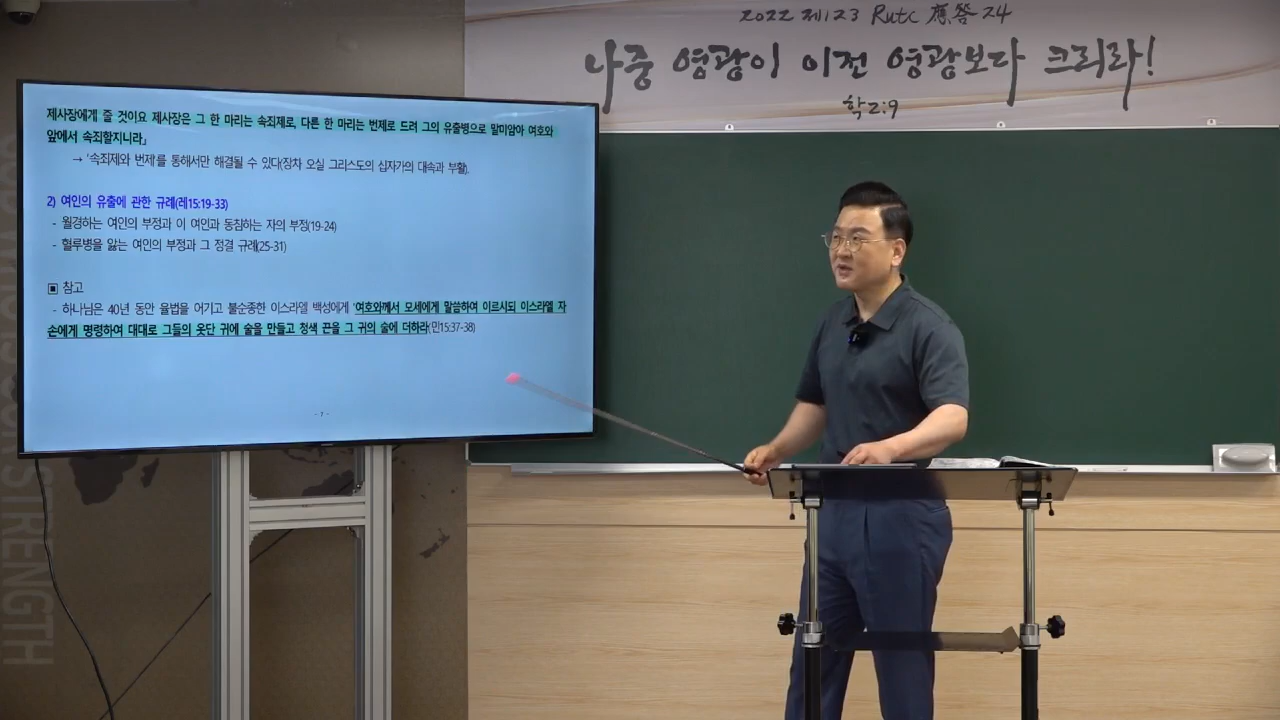 2022 제123 Rutc 應答 24
나중 영광이 이전 영광보다 크리라!
학2:9
제사장에게 줄 것이요 제사장은 그 한 마리는 속죄제로, 다른 한 마리는 번제로 드려 그의 유출병으로 말미암아 여호와
앞에서 속죄할지니라」
→ '속죄제와 번제'를 통해서만 해결될 수 있다(장차 오실 그리스도의 십자가의 대속과 부활).
2) 여인의 유출에 관한 규례(레15:19-33)
- 월경하는 여인의 부정과 이 여인과 동침하는 자의 부정(19-24)
- 혈루병을 앓는 여인의 부정과 그 정결 규례(25-31)
▣ 참고
- 하나님은 40년 동안 율법을 어기고 불순종한 이스라엘 백성에게 '여호와께서 모세에게 말씀하여 이르시되 이스라엘 자
손에게 명령하여 대대로 그들의 옷단 귀에 술을 만들고 청색 끈을 그 귀의 술에 더하라(민15:37-38)
- 7 -
STRENGTH